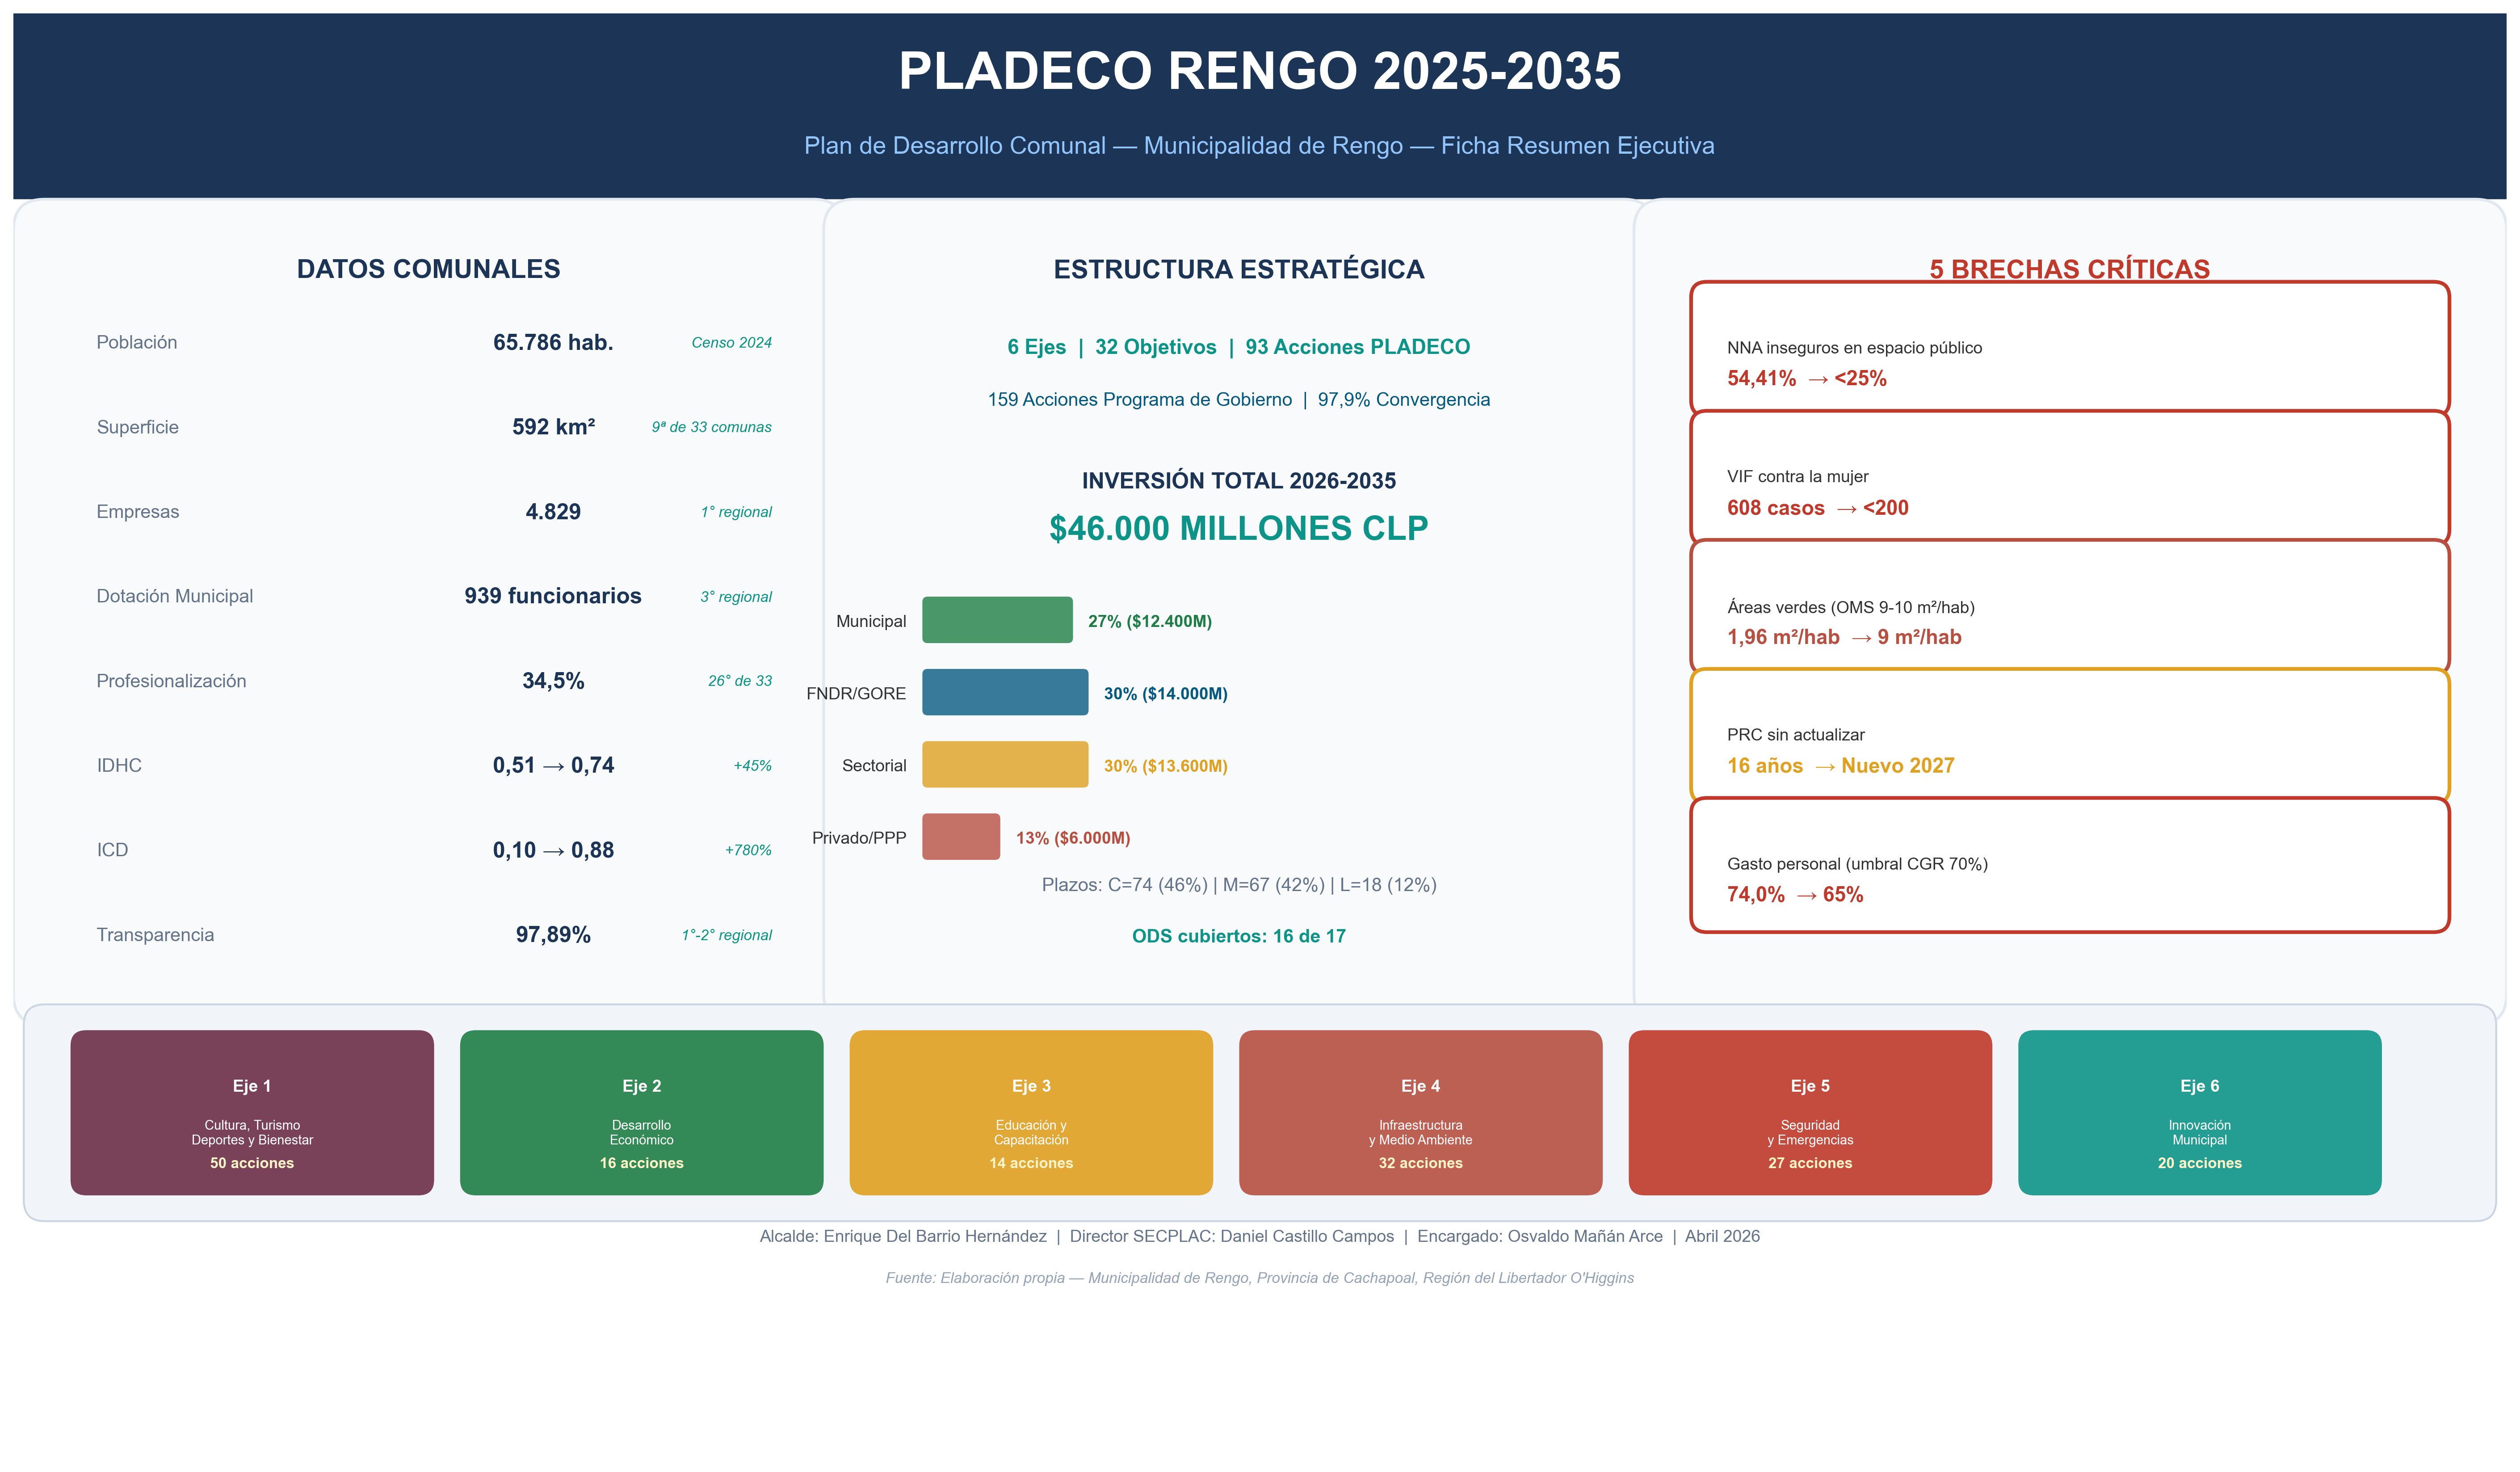 PLADECO RENGO 2025-2035
Plan de Desarrollo Comunal — Municipalidad de Rengo — Ficha Resumen Ejecutiva
DATOS COMUNALES
Población 65.786 hab. Censo 2024
Superficie 592 km² 9ª de 33 comunas
Empresas 4.829 1° regional
Dotación Municipal 939 funcionarios 3° regional
Profesionalización 34,5% 26° de 33
IDHC 0,51 → 0,74 +45%
ICD 0,10 → 0,88 +780%
Transparencia 97,89% 1°-2° regional
ESTRUCTURA ESTRATÉGICA
6 Ejes | 32 Objetivos | 93 Acciones PLADECO
159 Acciones Programa de Gobierno | 97,9% Convergencia
INVERSIÓN TOTAL 2026-2035
$46.000 MILLONES CLP
Municipal 27% ($12.400M)
FNDR/GORE 30% ($14.000M)
Sectorial 30% ($13.600M)
Privado/PPP 13% ($6.000M)
Plazos: C=74 (46%) | M=67 (42%) | L=18 (12%)
ODS cubiertos: 16 de 17
5 BRECHAS CRÍTICAS
NNA inseguros en espacio público
54,41% → <25%
VIF contra la mujer
608 casos → <200
Áreas verdes (OMS 9-10 m²/hab)
1,96 m²/hab → 9 m²/hab
PRC sin actualizar
16 años → Nuevo 2027
Gasto personal (umbral CGR 70%)
74,0% → 65%
Eje 1
Cultura, Turismo
Deportes y Bienestar
50 acciones
Eje 2
Desarrollo
Económico
16 acciones
Eje 3
Educación y
Capacitación
14 acciones
Eje 4
Infraestructura
y Medio Ambiente
32 acciones
Eje 5
Seguridad
y Emergencias
27 acciones
Eje 6
Innovación
Municipal
20 acciones
Alcalde: Enrique Del Barrio Hernández | Director SECPLAC: Daniel Castillo Campos | Encargado: Osvaldo Mañán Arce | Abril 2026
Fuente: Elaboración propia — Municipalidad de Rengo, Provincia de Cachapoal, Región del Libertador O'Higgins